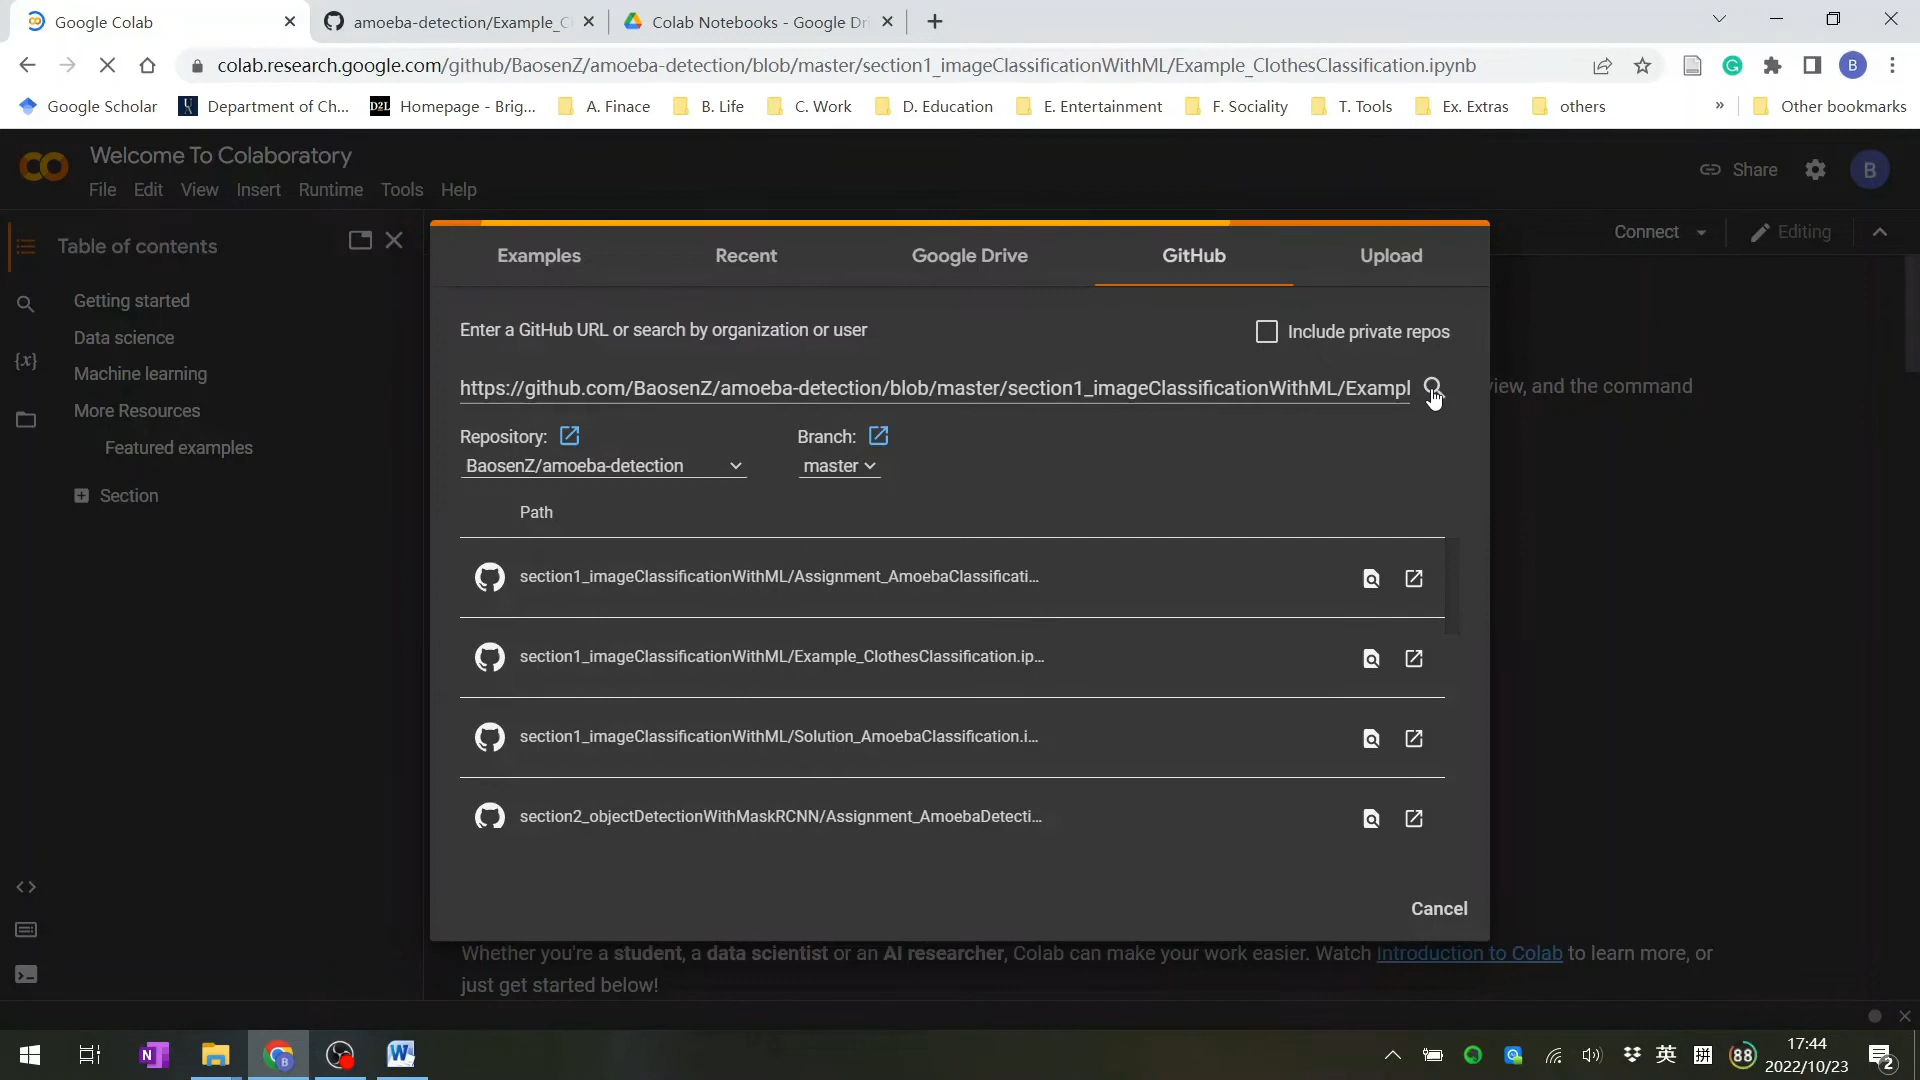 Google Colab
amoeba-detection/Example_C
Colab Notebooks - Google Dri
colab.research.google.com/github/BaosenZ/amoeba-detection/blob/master/section1_imageClassificationWithML/Example_ClothesClassification.ipynb
B
Google Scholar
Department of Ch...
D2L
Homepage - Brig...
A. Finace
B. Life
C. Work
D. Education
E. Entertainment
F. Sociality
T. Tools
Ex. Extras
others
»
Other bookmarks
Welcome To Colaboratory
File Edit View Insert Runtime Tools Help
Share
B
Table of contents
Getting started
Data science
Machine learning
More Resources
Featured examples
Section
{x}
Connect
Editing
Examples
Recent
Google Drive
GitHub
Upload
Enter a GitHub URL or search by organization or user
Include private repos
https://github.com/BaosenZ/amoeba-detection/blob/master/section1_imageClassificationWithML/Exampl
iew, and the command
Repository:
Branch:
BaosenZ/amoeba-detection
master
Path
section1_imageClassificationWithML/Assignment_AmoebaClassificati...
section1_imageClassificationWithML/Example_ClothesClassification.ip...
section1_imageClassificationWithML/Solution_AmoebaClassification.i...
section2_objectDetectionWithMaskRCNN/Assignment_AmoebaDetecti...
Cancel
Whether you're a student, a data scientist or an AI researcher, Colab can make your work easier. Watch Introduction to Colab to learn more, or
just get started below!
英
拼
88
17:44
2022/10/23
2